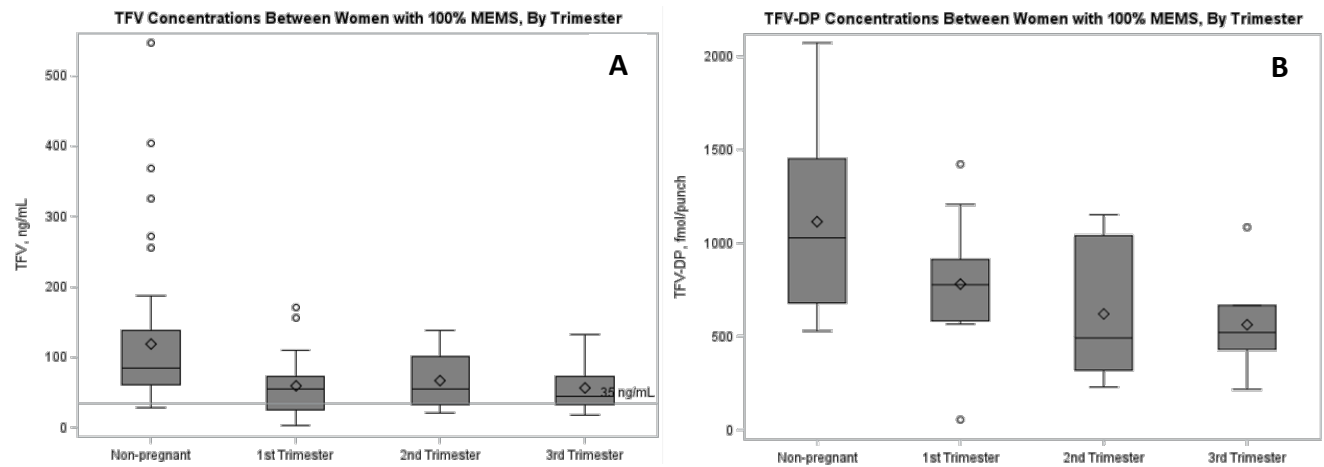 TFV Concentrations Between Women with 100% MEMS, By Trimester
A
TFV, ng/mL
500
400
300
200
100
0
35 ng/mL
Non-pregnant
1st Trimester
2nd Trimester
3rd Trimester
TFV-DP Concentrations Between Women with 100% MEMS, By Trimester
B
TFV-DP, fmol/punch
2000
1500
1000
500
0
Non-pregnant
1st Trimester
2nd Trimester
3rd Trimester